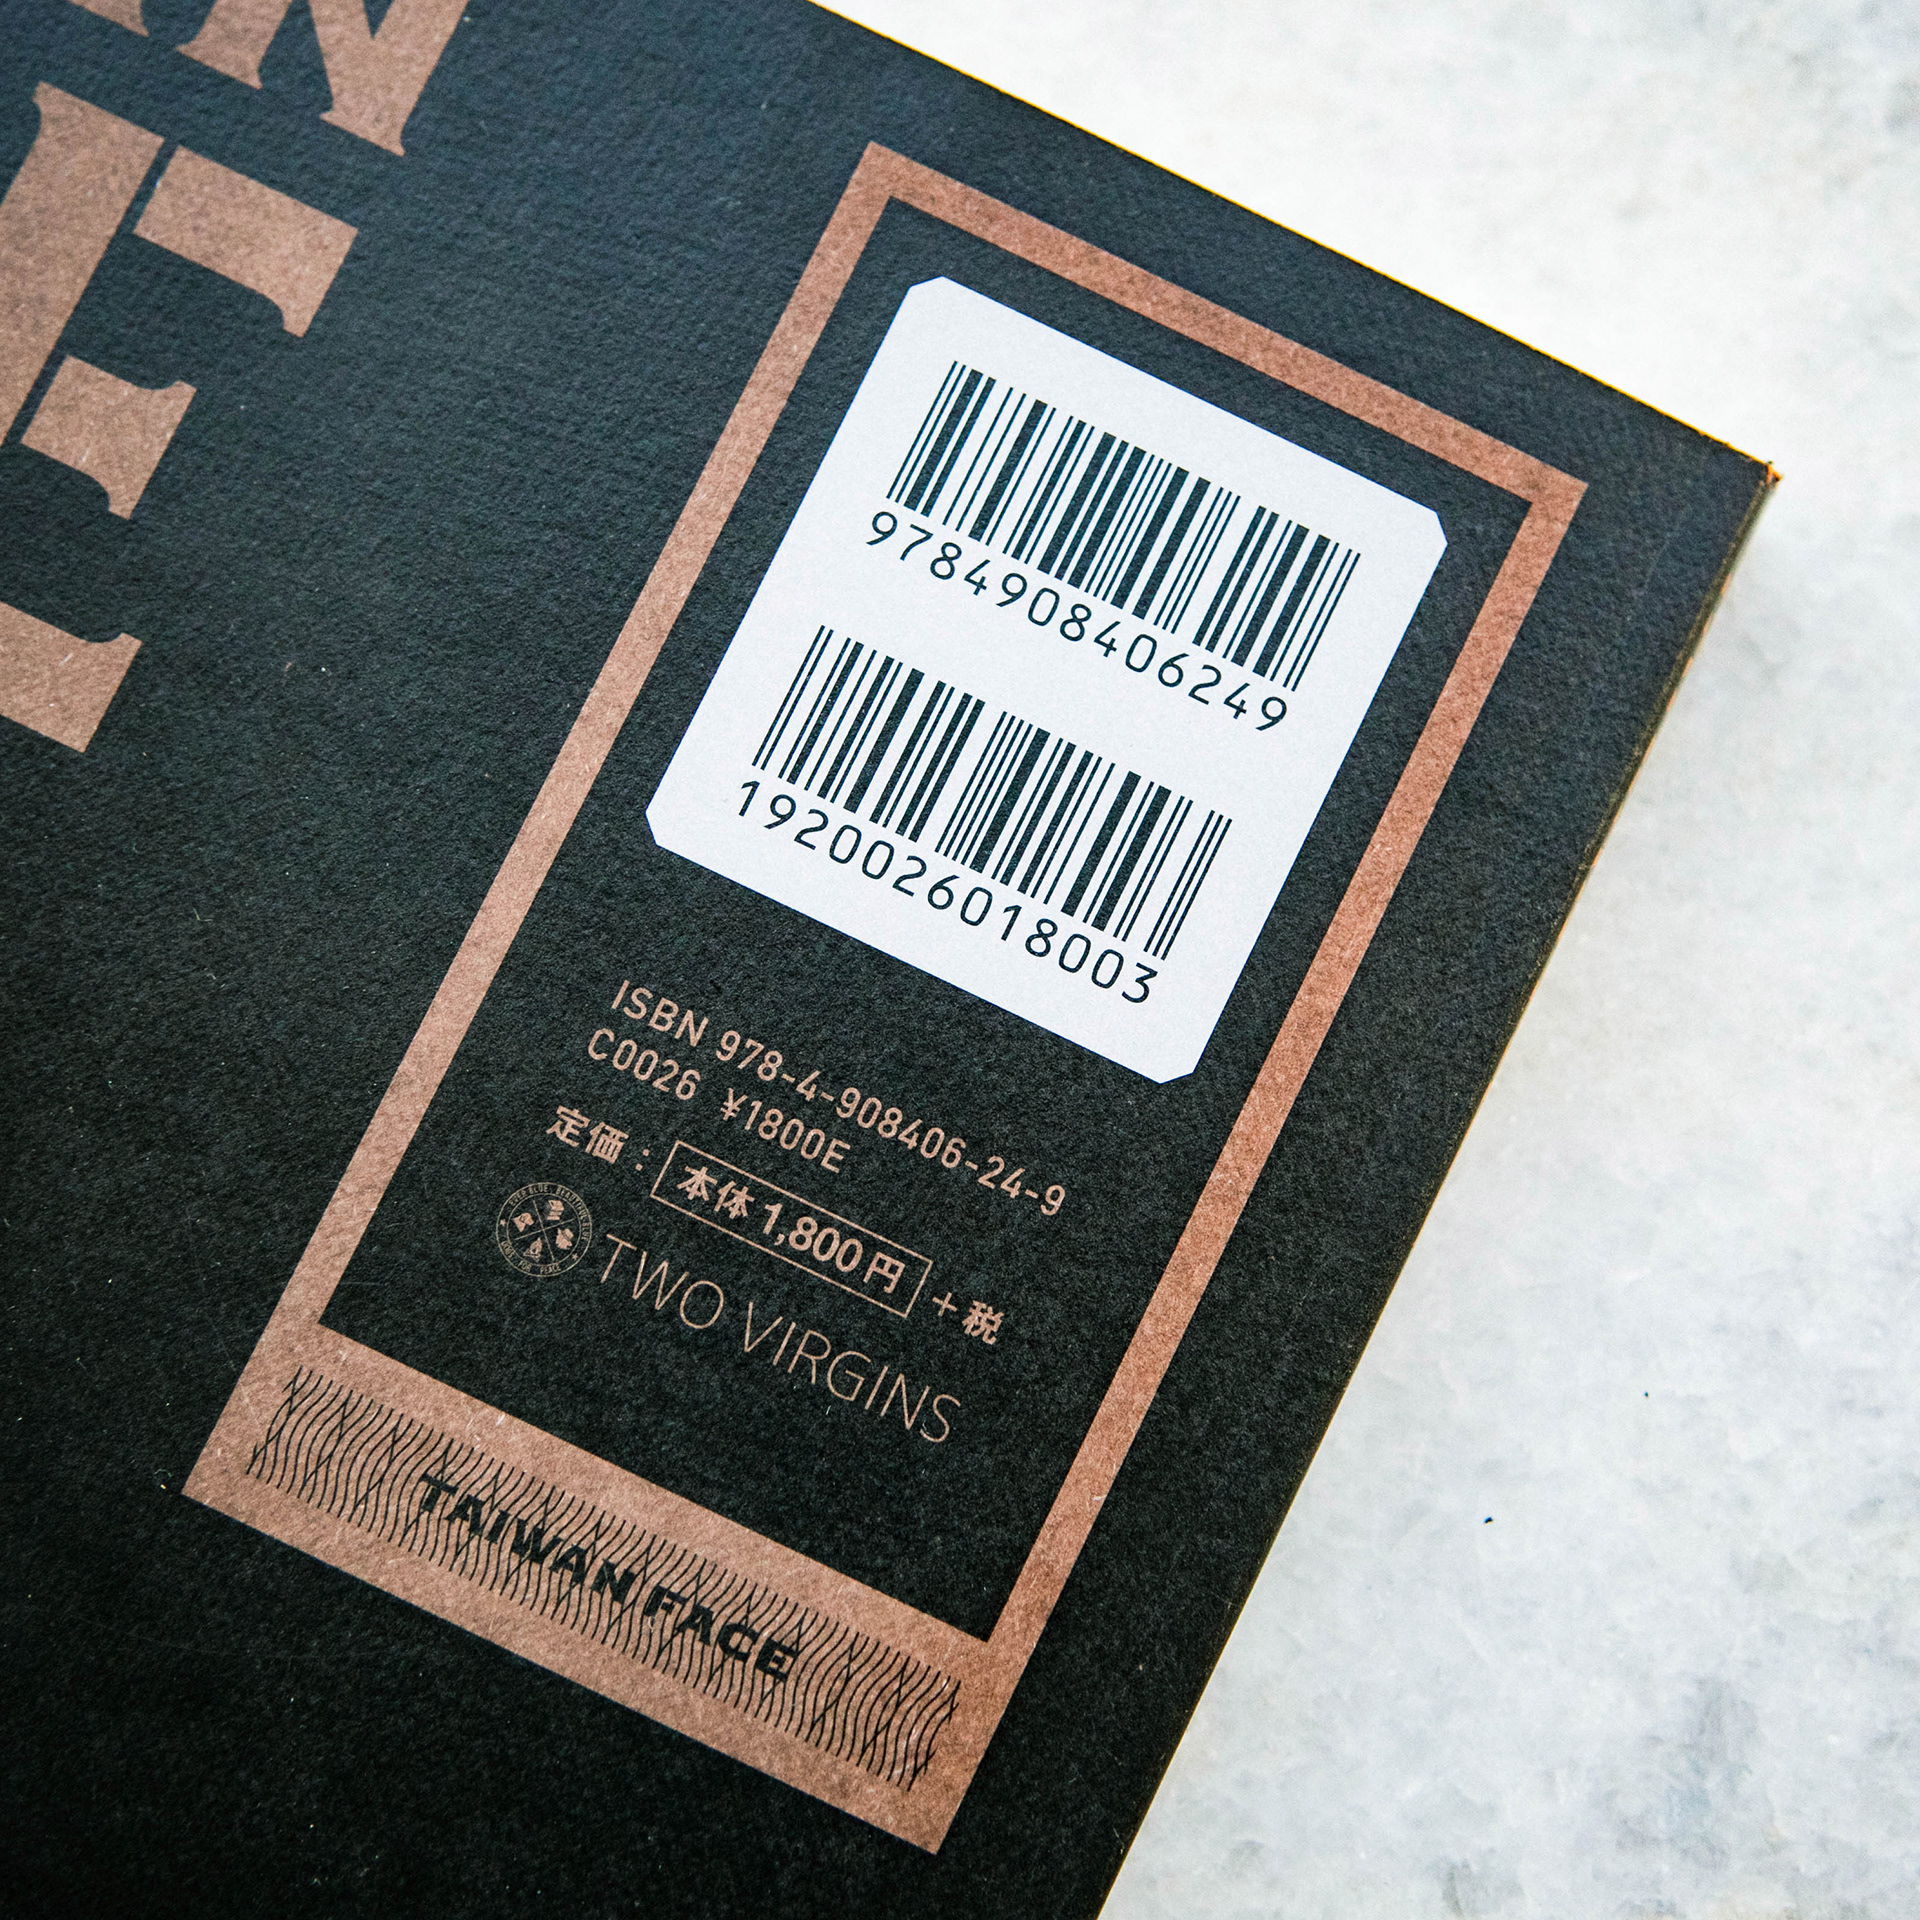 N
E
9784908406249
1920026018003
ISBN 978-4-908406-24-9
C0026 ¥1800E
定価：本体1,800円＋税
TWO VIRGINS
TAIWAN FACE